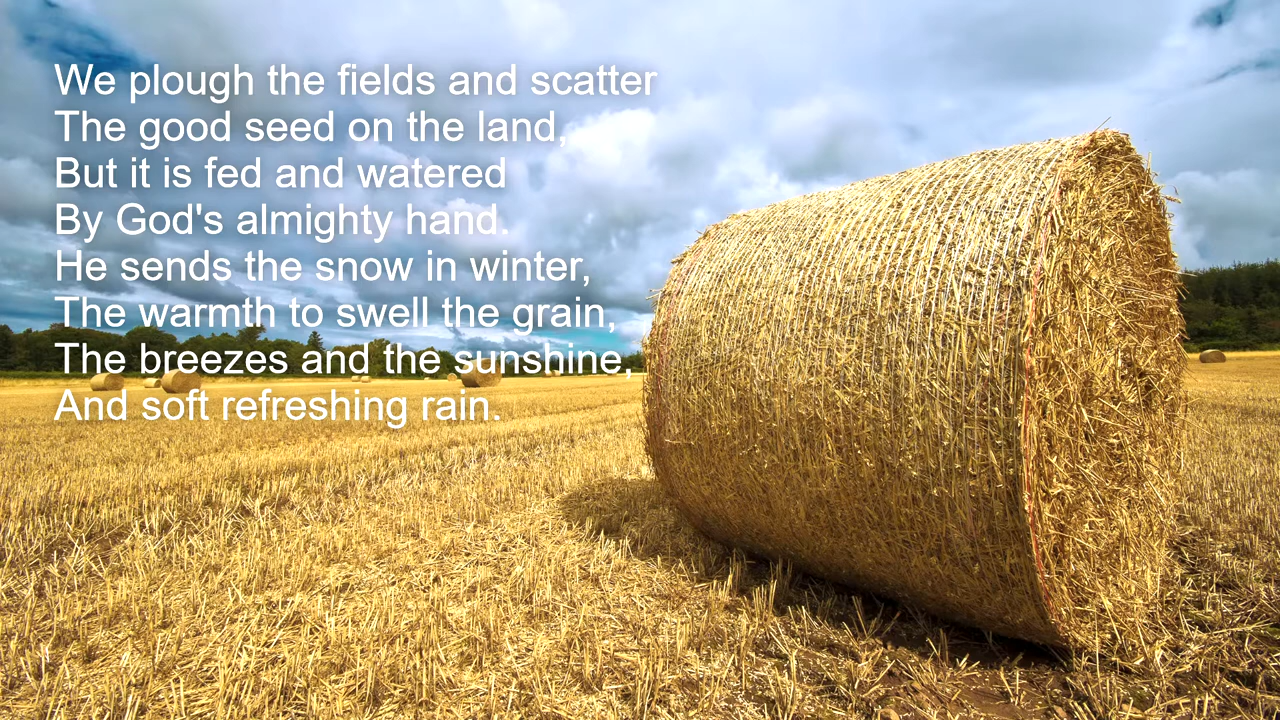 We plough the fields and scatter
The good seed on the land,
But it is fed and watered
By God's almighty hand.
He sends the snow in winter,
The warmth to swell the grain,
The breezes and the sunshine,
And soft refreshing rain.